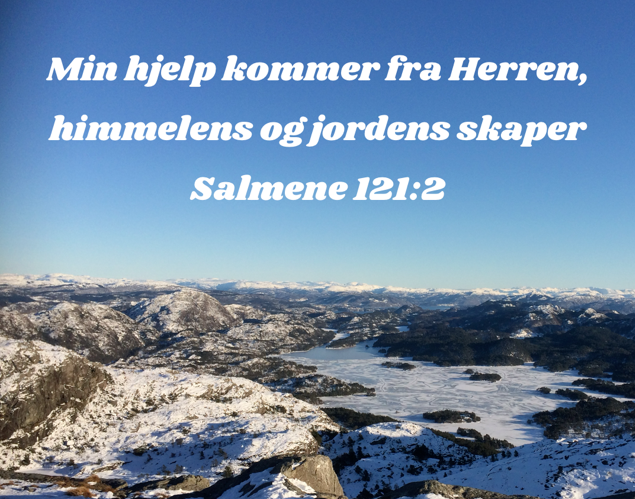 Min hjelp kommer fra Herren,
himmelens og jordens skaper
Salmene 121:2